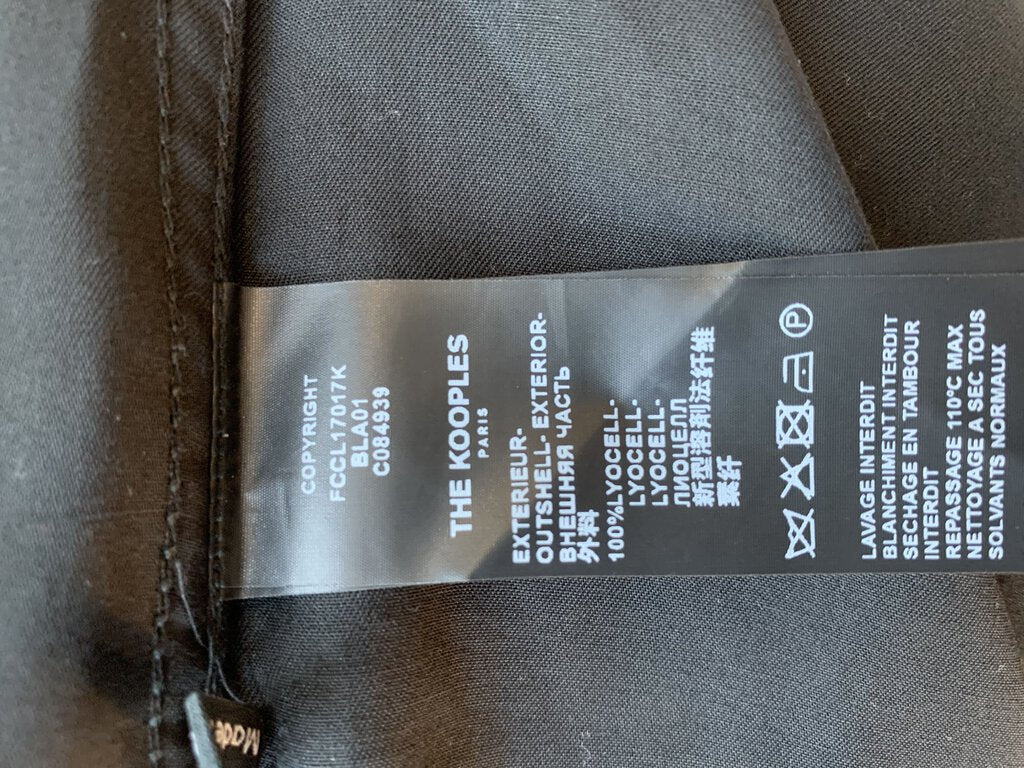 COPYRIGHT
FCCL17017K
BLA01
C084939
THE KOOPLES
PARIS
EXTERIEUR-
OUTSHELL- EXTERIOR-
ВНЕШНЯЯ ЧАСТЬ
外料
100%LYOCELL-
LYOCELL-
LYOCELL-
ЛИОЦЕЛЛ
新型溶剂法纤维
素纤
P
LAVAGE INTERDIT
BLANCHIMENT INTERDIT
SECHAGE EN TAMBOUR
INTERDIT
REPASSAGE 110°C MAX
NETTOYAGE A SEC TOUS
SOLVANTS NORMAUX
Made